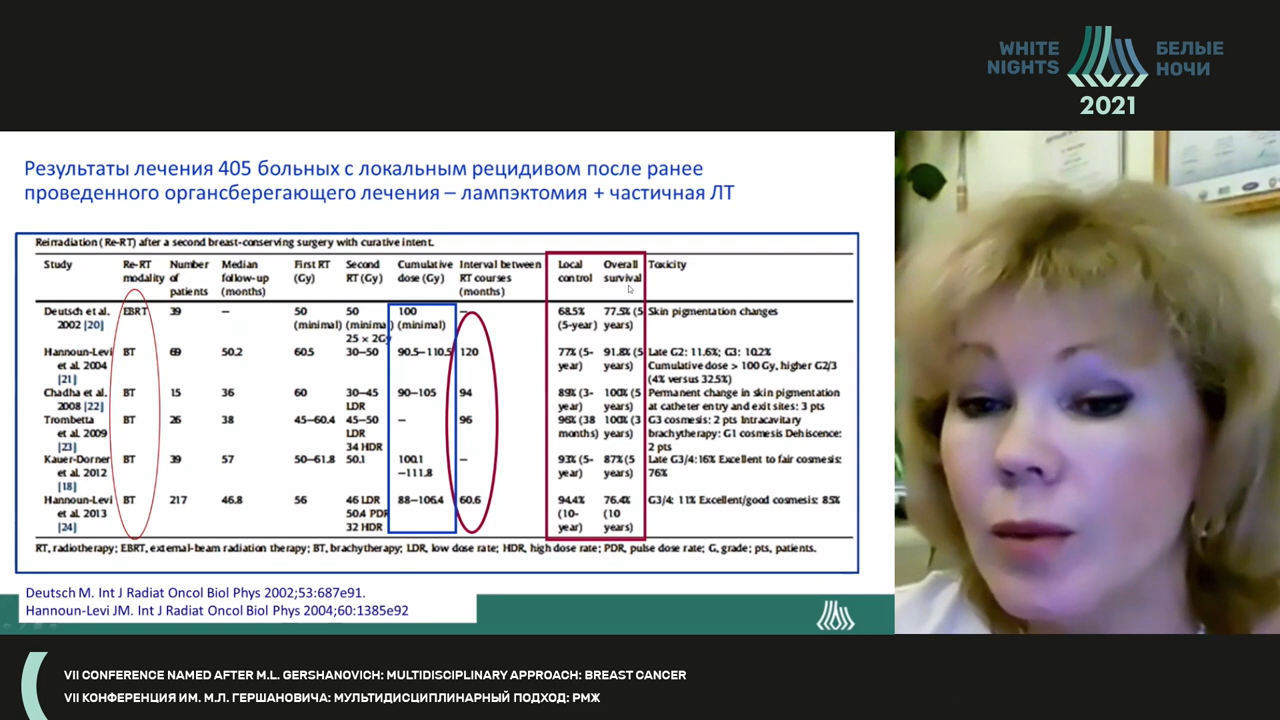 WHITE NIGHTS
БЕЛЫЕ НОЧИ
2021
Результаты лечения 405 больных с локальным рецидивом после ранее
проведенного органсберегающего лечения – лампэктомия + частичная ЛТ
Reirradiation (Re-RT) after a second breast-conserving surgery with curative intent.
Study Re-RT modality Number of patients Median follow-up (months) First RT (Gy) Second RT (Gy) Cumulative dose (Gy) Interval between RT courses (months) Local control Overall survival Toxicity
Deutsch et al. 2002 [20] EBRT 39 – 50 (minimal) 50 (minimal) 25 × 2Gy 100 (minimal) – 68.5% (5-year) 77.5% (5 years) Skin pigmentation changes
Hannoun-Levi et al. 2004 [21] BT 69 50.2 60.5 30–50 90.5–110.5 120 77% (5-year) 91.8% (5 years) Late G2: 11.6%; G3: 10.2% Cumulative dose > 100 Gy, higher G2/3 (4% versus 32.5%)
Chadha et al. 2008 [22] BT 15 36 60 30–45 LDR 90–105 94 89% (3-year) 100% (5 years) Permanent change in skin pigmentation at catheter entry and exit sites: 3 pts
Trombetta et al. 2009 [23] BT 26 38 45–60.4 45–50 LDR 34 HDR – 96 96% (38 months) 100% (3 years) G3 cosmesis: 2 pts Intracavitary brachytherapy: G1 cosmesis Dehiscence: 2 pts
Kauer-Dorner et al. 2012 [18] BT 39 57 50–61.8 50.1 100.1–111.8 – 93% (5-year) 87% (5 years) Late G3/4: 16% Excellent to fair cosmesis: 76%
Hannoun-Levi et al. 2013 [24] BT 217 46.8 56 46 LDR 50.4 PDR 32 HDR 88–106.4 60.6 94.4% (10-year) 76.4% (10 years) G3/4: 11% Excellent/good cosmesis: 85%
RT, radiotherapy; EBRT, external-beam radiation therapy; BT, brachytherapy; LDR, low dose rate; HDR, high dose rate; PDR, pulse dose rate; G, grade; pts, patients.
Deutsch M. Int J Radiat Oncol Biol Phys 2002;53:687e91.
Hannoun-Levi JM. Int J Radiat Oncol Biol Phys 2004;60:1385e92
VII CONFERENCE NAMED AFTER M.L. GERSHANOVICH: MULTIDISCIPLINARY APPROACH: BREAST CANCER
VII КОНФЕРЕНЦИЯ ИМ. М.Л. ГЕРШАНОВИЧА: МУЛЬТИДИСЦИПЛИНАРНЫЙ ПОДХОД: РМЖ